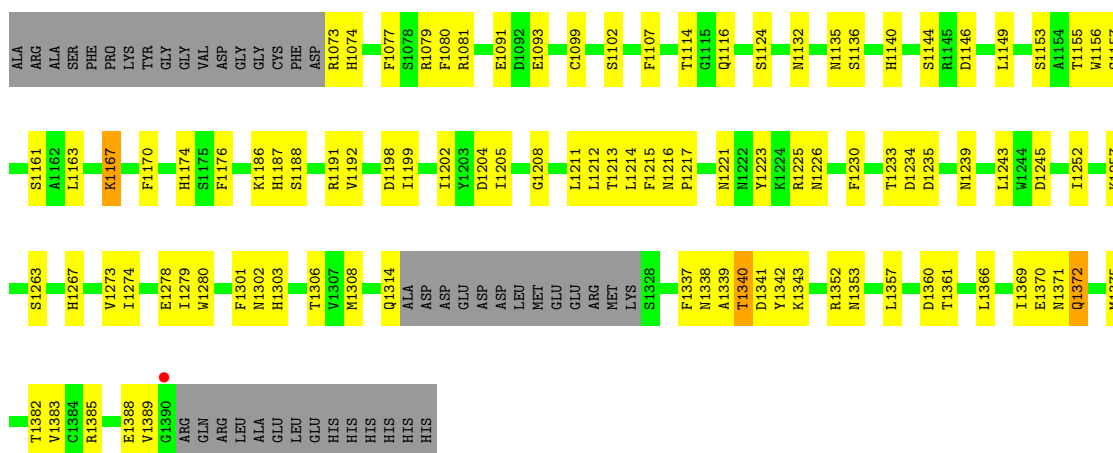 ALA ARG ALA SER PHE PRO LYS TYR GLY GLY VAL ASP GLY GLY CYS PHE ASP R1073 H1074 F1077 S1078 R1079 F1080 R1081 E1091 D1092 E1093 C1099 S1102 F1107 T1114 G1115 Q1116 S1124 N1132 N1135 S1136 H1140 S1144 R1145 D1146 L1149 S1153 A1154 T1155 W1156
S1161 A1162 L1163 K1167 F1170 H1174 S1175 F1176 K1186 H1187 S1188 R1191 V1192 D1198 I1199 I1202 Y1203 D1204 I1205 G1208 L1211 L1212 T1213 L1214 F1215 N1216 P1217 N1221 N1222 Y1223 K1224 R1225 N1226 F1230 T1233 D1234 D1235 N1239 L1243 W1244 D1245 I1252
S1263 H1267 V1273 I1274 E1278 I1279 W1280 F1301 N1302 H1303 T1306 V1307 M1308 Q1314 ALA ASP ASP GLU ASP ASP LEU MET GLU GLU ARG MET LYS S1328 F1337 N1338 A1339 T1340 D1341 Y1342 K1343 R1352 N1353 L1357 D1360 T1361 L1366 I1369 E1370 N1371 Q1372
T1382 V1383 C1384 R1385 E1388 V1389 G1390 ARG GLN ARG LEU ALA GLU LEU GLU HIS HIS HIS HIS HIS HIS